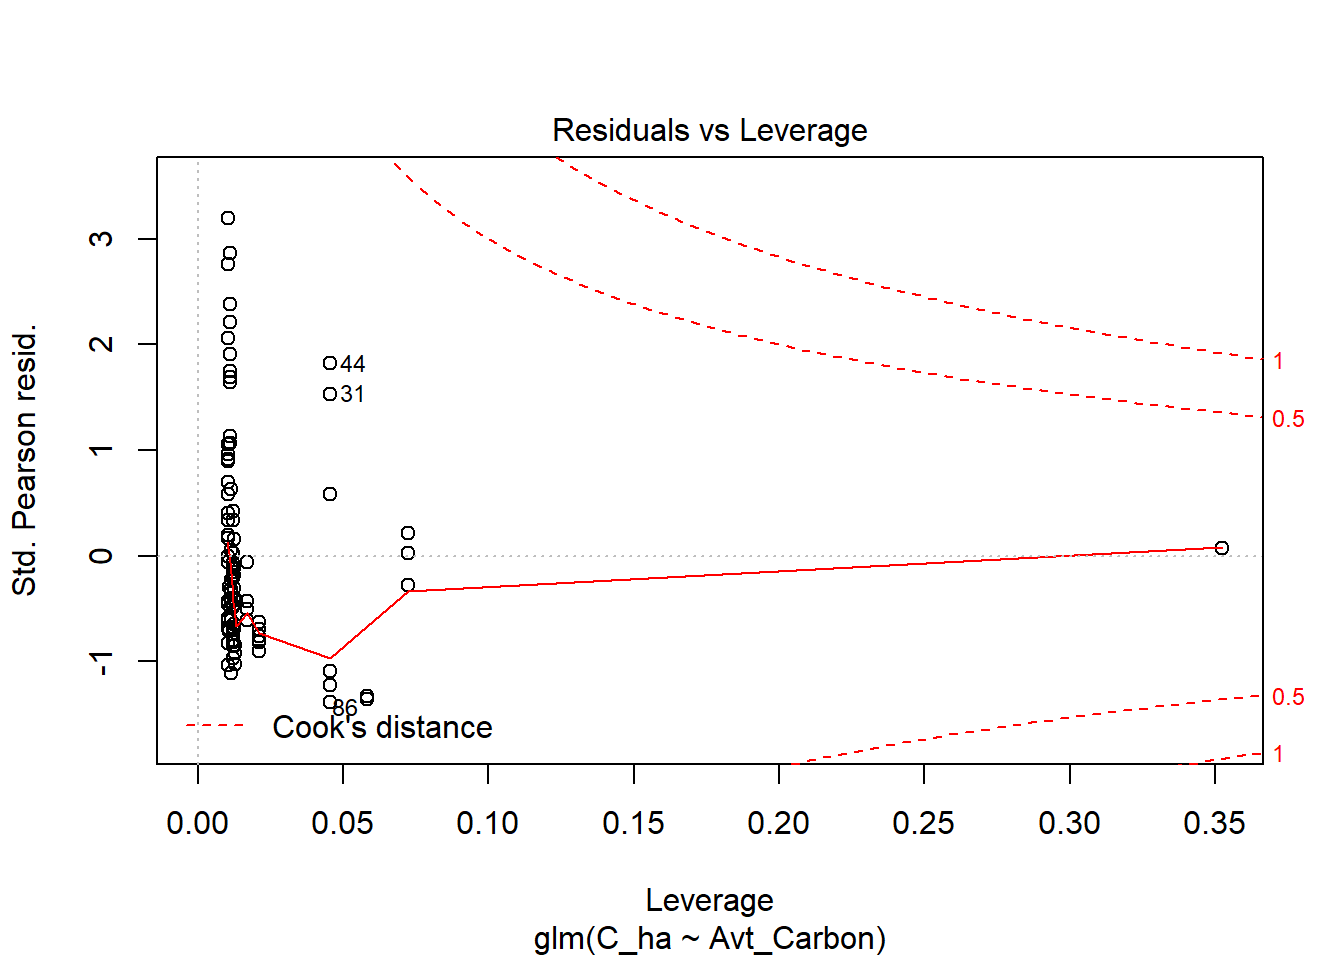 Residuals vs Leverage
Std. Pearson resid.
3
2
1
0
-1
44
31
86
1
0.5
0.5
1
Cook's distance
0.00 0.05 0.10 0.15 0.20 0.25 0.30 0.35
Leverage
glm(C_ha ~ Avt_Carbon)